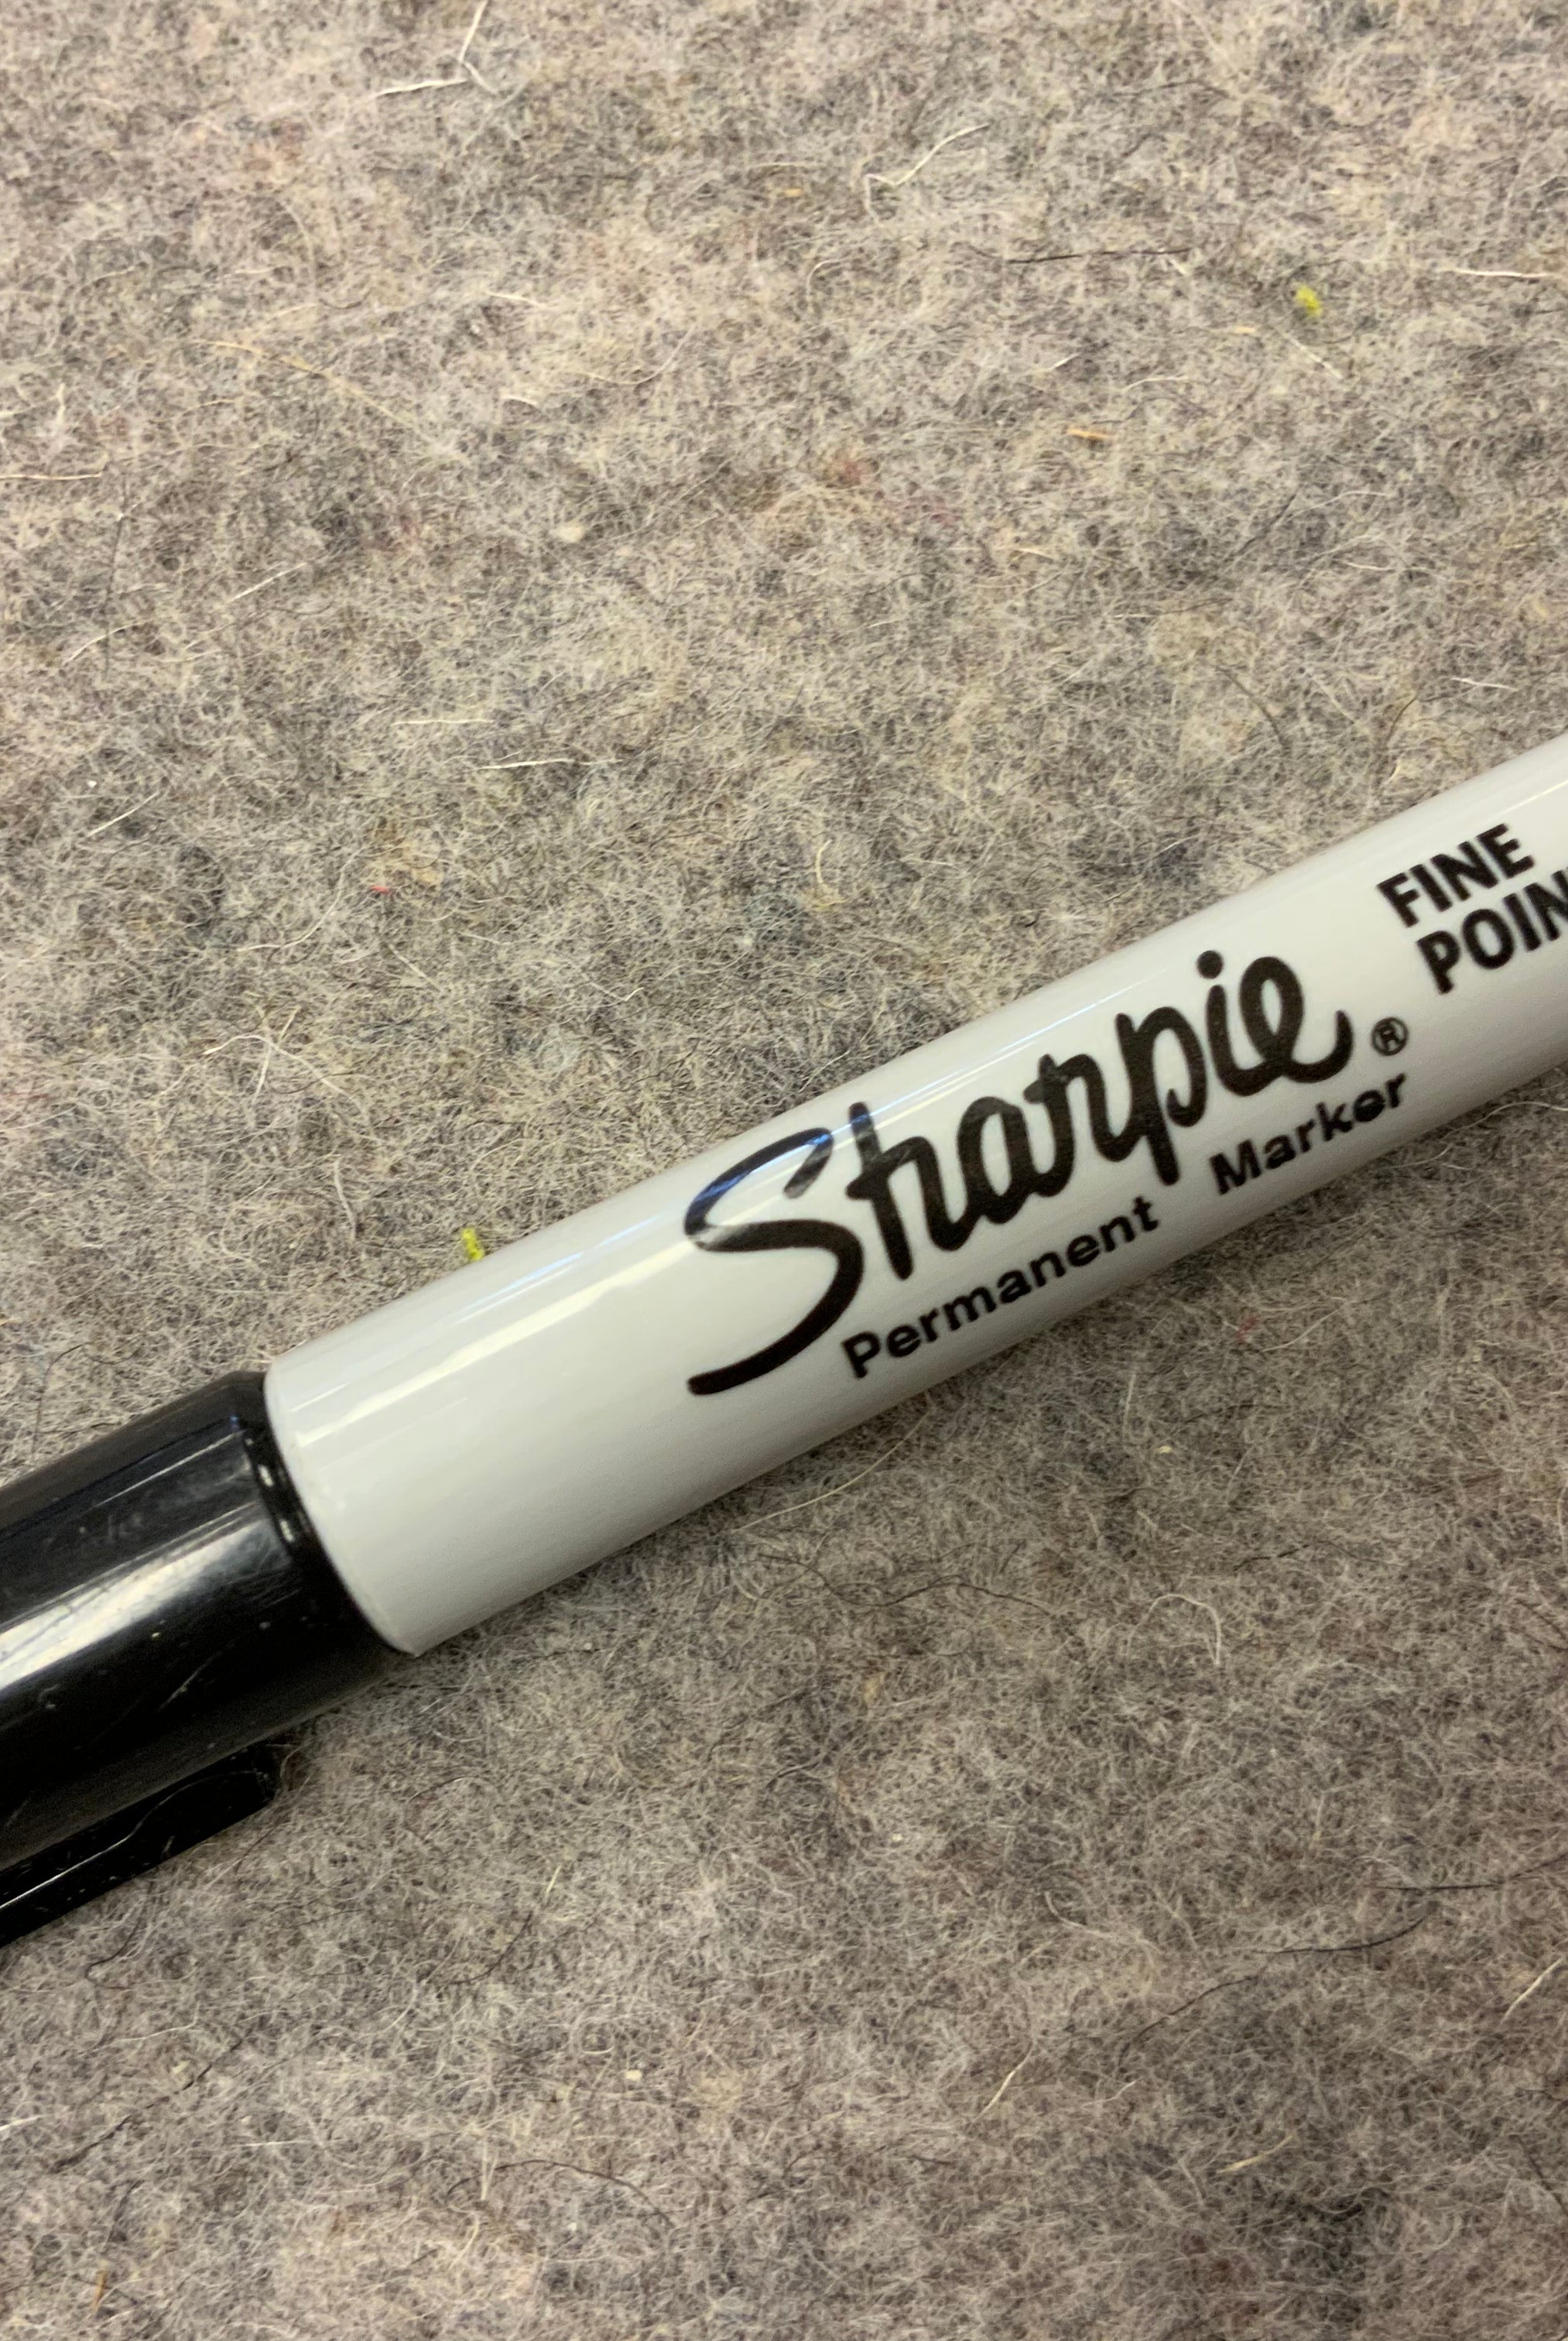 Sharpie®
Permanent Marker
FINE
POIN